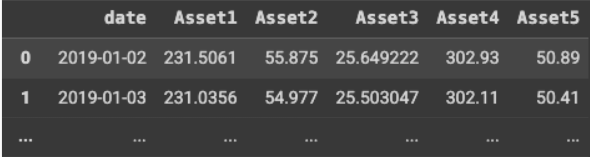 date Asset1 Asset2 Asset3 Asset4 Asset5
0 2019-01-02 231.5061 55.875 25.649222 302.93 50.89
1 2019-01-03 231.0356 54.977 25.503047 302.11 50.41
... ... ... ... ... ... ...